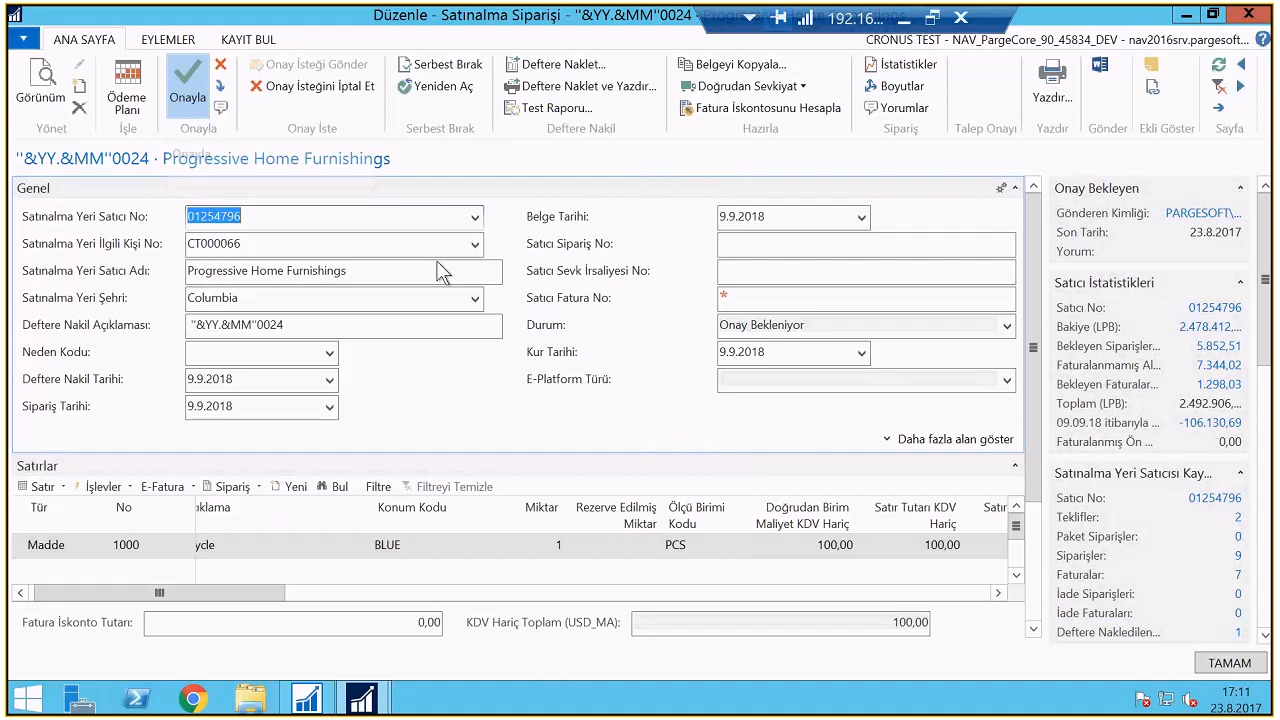 Düzenle - Satınalma Siparişi - "&YY.&MM"0024
192.16...
ANA SAYFA
EYLEMLER
KAYIT BUL
CRONUS TEST - NAV_PargeCore_90_45834_DEV - nav2016srv.pargesoft...
Görünüm
Ödeme Planı
Onayla
Onay İsteği Gönder
Onay İsteğini İptal Et
Serbest Bırak
Yeniden Aç
Deftere Naklet...
Deftere Naklet ve Yazdır...
Test Raporu...
Belgeyi Kopyala...
Doğrudan Sevkiyat
Fatura İskontosunu Hesapla
İstatistikler
Boyutlar
Yorumlar
Yazdır...
Yönet
İşle
Onayla
Onay İste
Serbest Bırak
Deftere Nakil
Hazırla
Sipariş
Talep Onayı
Yazdır
Gönder
Ekli Göster
Sayfa
"&YY.&MM"0024 · Progressive Home Furnishings
Genel
Satınalma Yeri Satıcı No: 01254796
Satınalma Yeri İlgili Kişi No: CT000066
Satınalma Yeri Satıcı Adı: Progressive Home Furnishings
Satınalma Yeri Şehri: Columbia
Deftere Nakil Açıklaması: "&YY.&MM"0024
Neden Kodu:
Deftere Nakil Tarihi: 9.9.2018
Sipariş Tarihi: 9.9.2018
Belge Tarihi: 9.9.2018
Satıcı Sipariş No:
Satıcı Sevk İrsaliyesi No:
Satıcı Fatura No: *
Durum: Onay Bekleniyor
Kur Tarihi: 9.9.2018
E-Platform Türü:
Daha fazla alan göster
Satırlar
Satır İşlevler E-Fatura Sipariş Yeni Bul Filtre Filtreyi Temizle
Tür No ıklama Konum Kodu Miktar Rezerve Edilmiş Miktar Ölçü Birimi Kodu Doğrudan Birim Maliyet KDV Hariç Satır Tutarı KDV Hariç Satır
Madde 1000 ycle BLUE 1 PCS 100,00 100,00
Fatura İskonto Tutarı: 0,00 KDV Hariç Toplam (USD_MA): 100,00
Onay Bekleyen
Gönderen Kimliği: PARGESOFT\...
Son Tarih: 23.8.2017
Yorum:
Satıcı İstatistikleri
Satıcı No: 01254796
Bakiye (LPB): 2.478.412,...
Bekleyen Siparişler... 5.852,51
Faturalanmamış Al... 7.344,02
Bekleyen Faturalar... 1.298,03
Toplam (LPB): 2.492.906,...
09.09.18 itibarıyla ... -106.130,69
Faturalanmış Ön ... 0,00
Satınalma Yeri Satıcısı Kay...
Satıcı No: 01254796
Teklifler: 2
Paket Siparişler: 0
Siparişler: 9
Faturalar: 7
İade Siparişleri: 0
İade Faturaları: 0
Deftere Nakledilen... 1
TAMAM
17:11
23.8.2017